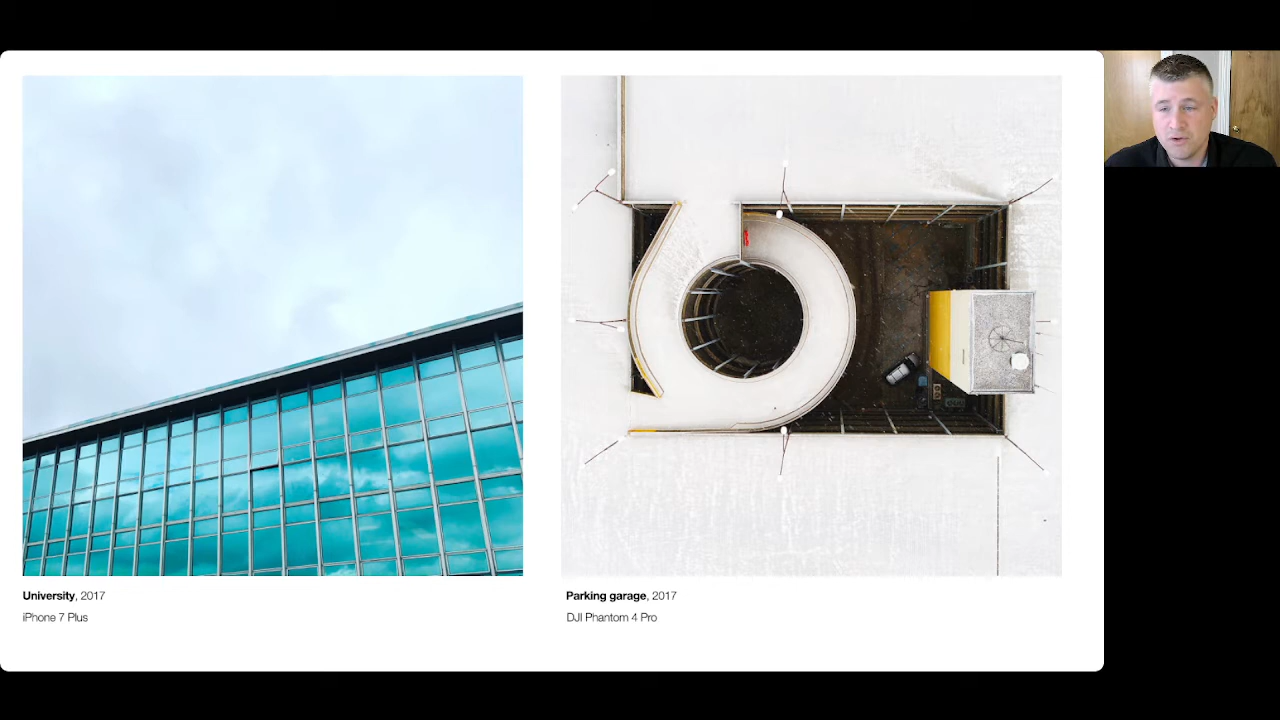 University, 2017
iPhone 7 Plus
Parking garage, 2017
DJI Phantom 4 Pro